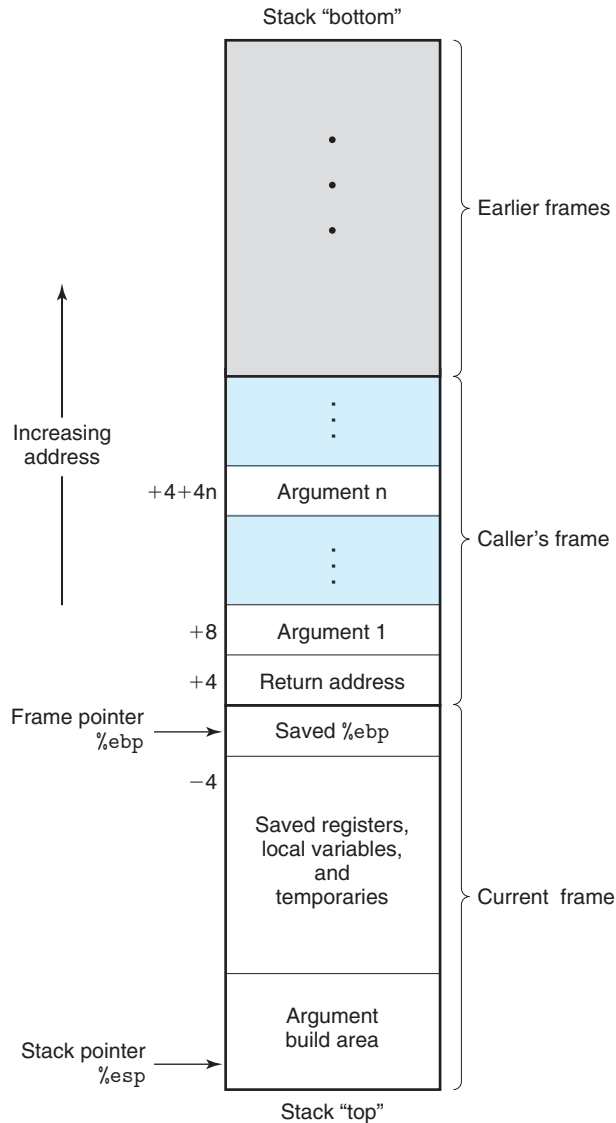 Stack “bottom”
Earlier frames
Increasing
address
+4+4n
Argument n
Caller’s frame
+8
Argument 1
+4
Return address
Frame pointer
%ebp
Saved %ebp
−4
Saved registers,
local variables,
and
temporaries
Current frame
Argument
build area
Stack pointer
%esp
Stack “top”